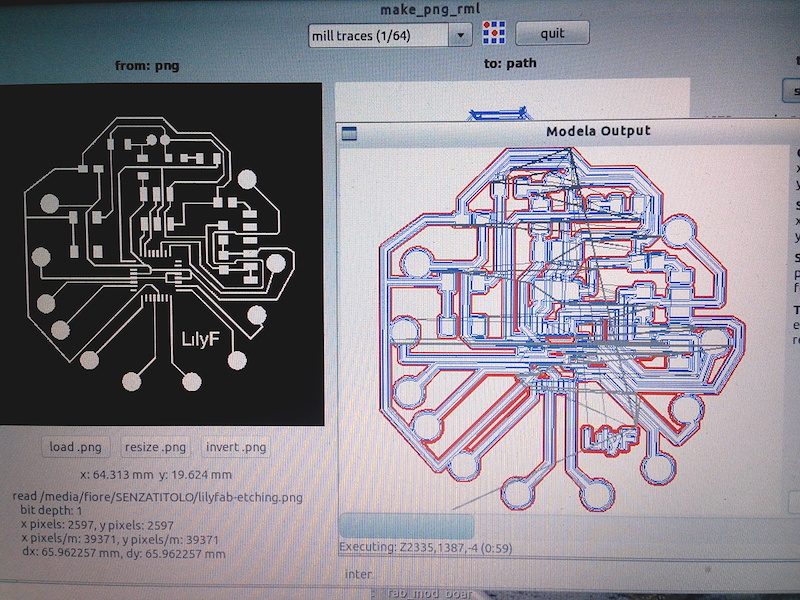 make_png_rml
mill traces (1/64)
quit
from: png
to: path
Modela Output
LilyF
LilyF
load .png
resize .png
invert .png
x: 64.313 mm y: 19.624 mm
read /media/fiore/SENZATITOLO/lilyfab-etching.png
bit depth: 1
x pixels: 2597, y pixels: 2597
x pixels/m: 39371, y pixels/m: 39371
dx: 65.962257 mm, dy: 65.962257 mm
Executing: Z2335,1387,-4 (0:59)
inter